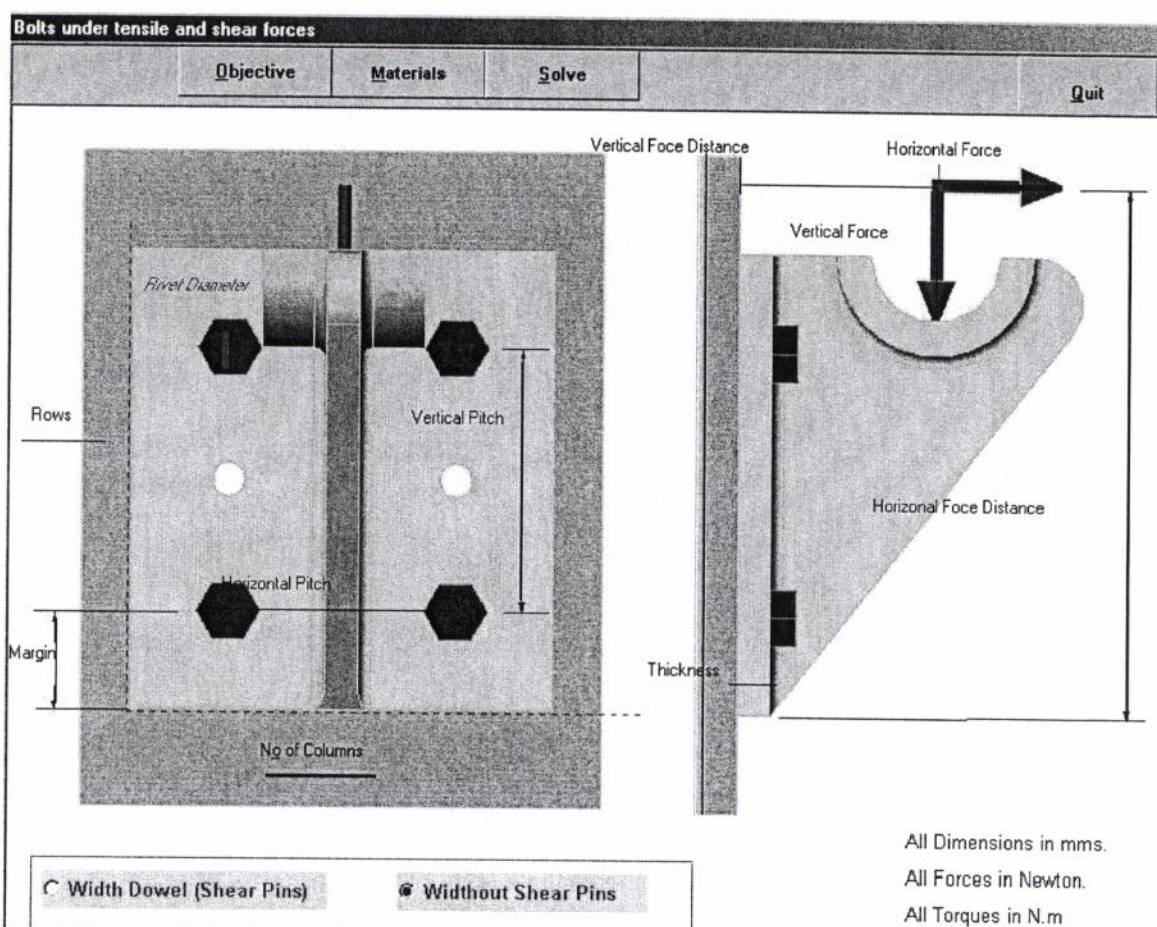 Bolts under tensile and shear forces
Objective Materials Solve Quit
Vertical Foce Distance Horizontal Force
Vertical Force
Rivet Diameter
Rows
Vertical Pitch
Horizonal Foce Distance
Horizontal Pitch
Margin
Thickness
No of Columns
All Dimensions in mms.
Width Dowel (Shear Pins) Widthout Shear Pins
All Forces in Newton.
All Torques in N.m